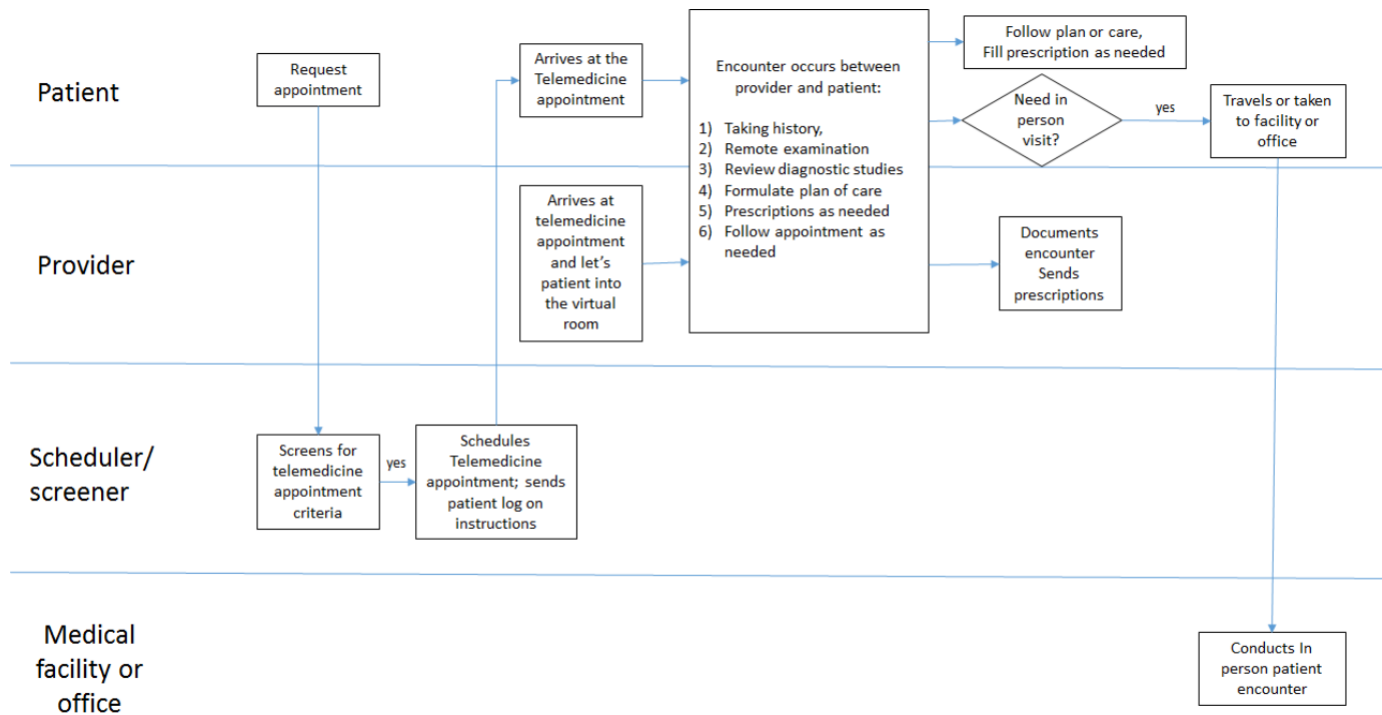 Patient
Request
appointment
Arrives at the
Telemedicine
appointment
Encounter occurs between
provider and patient:
1) Taking history,
2) Remote examination
3) Review diagnostic studies
4) Formulate plan of care
5) Prescriptions as needed
6) Follow appointment as
needed
Follow plan or care,
Fill prescription as needed
Need in
person
visit?
yes
Travels or taken
to facility or
office
Provider
Arrives at
telemedicine
appointment
and let's
patient into
the virtual
room
Documents
encounter
Sends
prescriptions
Scheduler/
screener
Screens for
telemedicine
appointment
criteria
yes
Schedules
Telemedicine
appointment; sends
patient log on
instructions
Medical
facility or
office
Conducts In
person patient
encounter